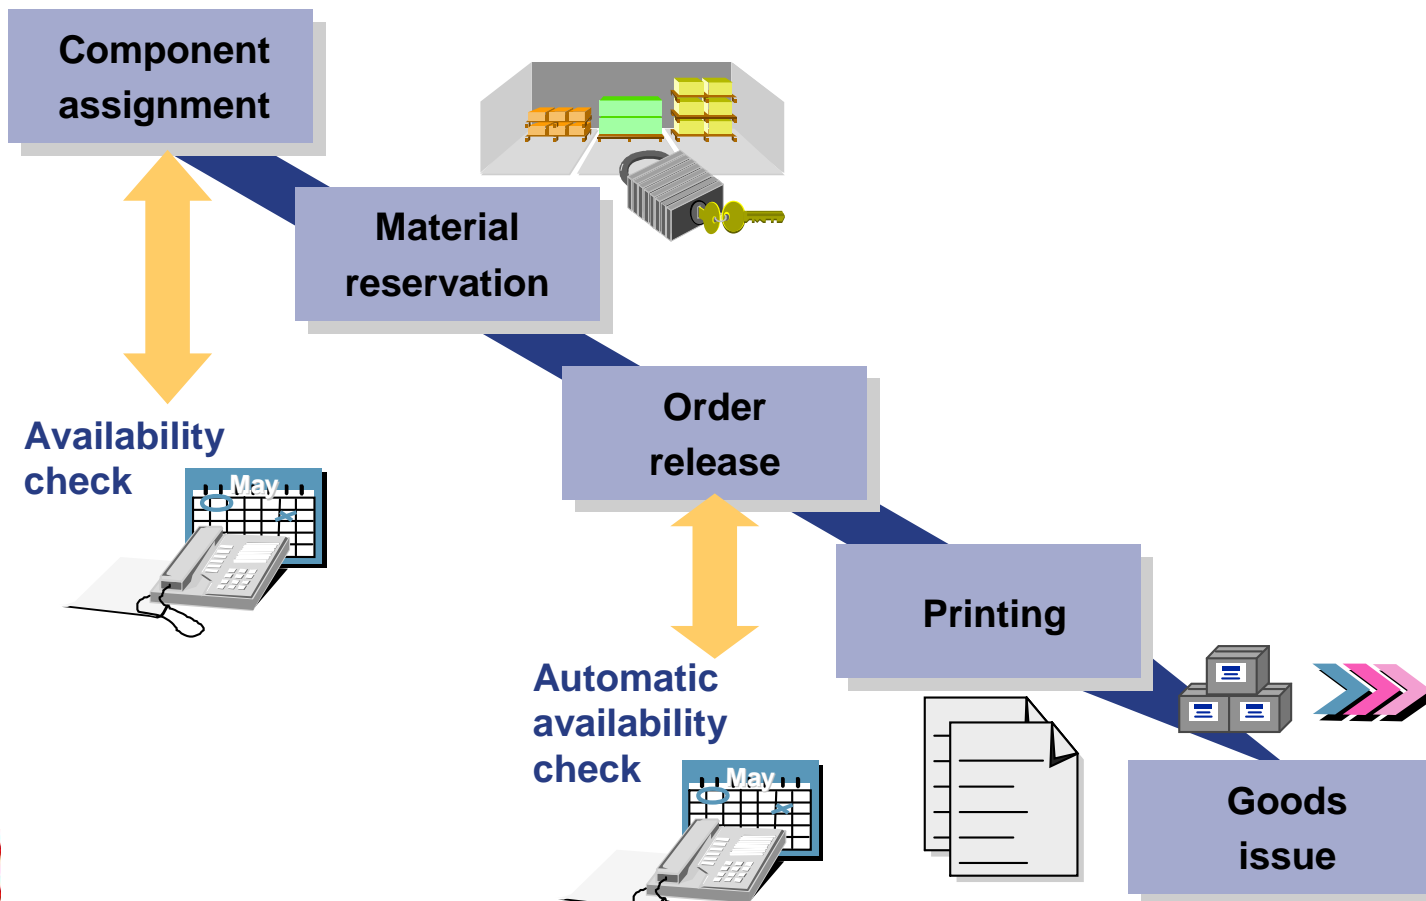 Component
assignment
Material
reservation
Order
release
Availability
check
May
Printing
Automatic
availability
check
May
Goods
issue